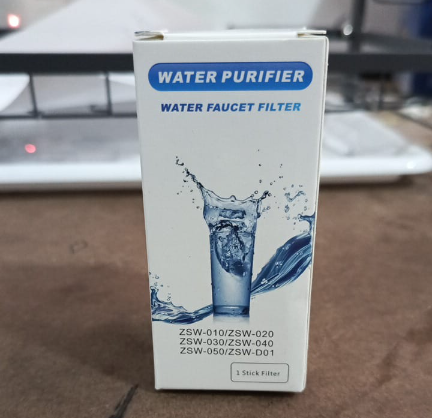 WATER PURIFIER
WATER FAUCET FILTER
ZSW-010/ZSW-020
ZSW-030/ZSW-040
ZSW-050/ZSW-D01
1 Stick Filter